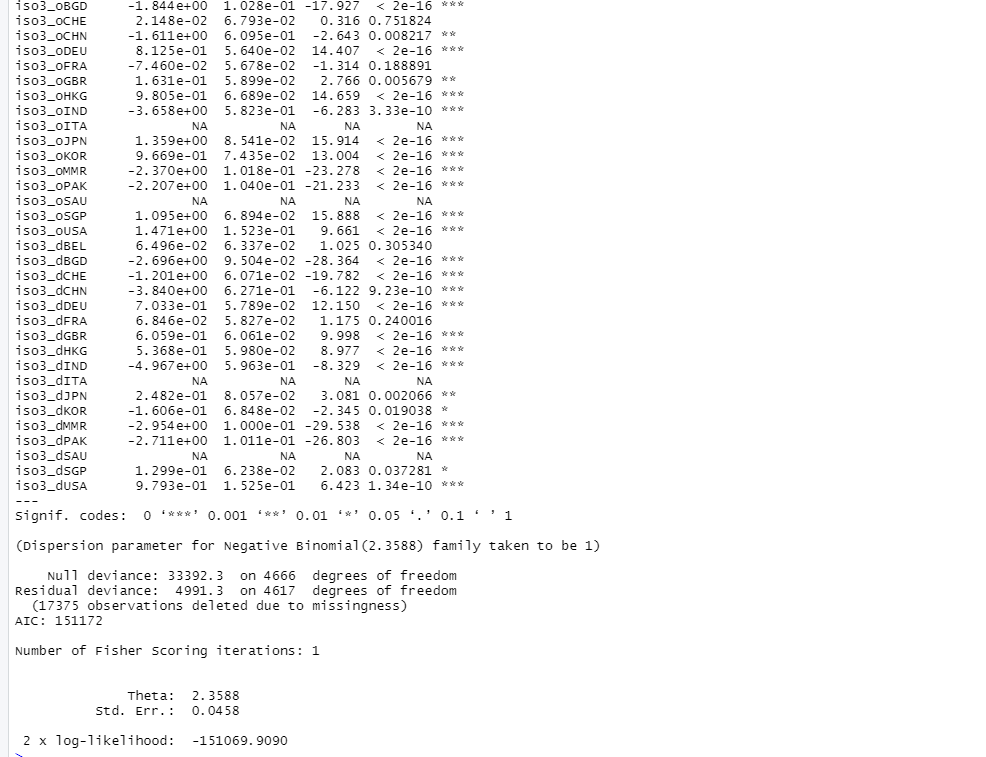 iso3_oBGD -1.844e+00 1.028e-01 -17.927 < 2e-16 ***
iso3_oCHE 2.148e-02 6.793e-02 0.316 0.751824
iso3_oCHN -1.611e+00 6.095e-01 -2.643 0.008217 **
iso3_oDEU 8.125e-01 5.640e-02 14.407 < 2e-16 ***
iso3_oFRA -7.460e-02 5.678e-02 -1.314 0.188891
iso3_oGBR 1.631e-01 5.899e-02 2.766 0.005679 **
iso3_oHKG 9.805e-01 6.689e-02 14.659 < 2e-16 ***
iso3_oIND -3.658e+00 5.823e-01 -6.283 3.33e-10 ***
iso3_oITA NA NA NA NA
iso3_oJPN 1.359e+00 8.541e-02 15.914 < 2e-16 ***
iso3_oKOR 9.669e-01 7.435e-02 13.004 < 2e-16 ***
iso3_oMMR -2.370e+00 1.018e-01 -23.278 < 2e-16 ***
iso3_oPAK -2.207e+00 1.040e-01 -21.233 < 2e-16 ***
iso3_oSAU NA NA NA NA
iso3_oSGP 1.095e+00 6.894e-02 15.888 < 2e-16 ***
iso3_oUSA 1.471e+00 1.523e-01 9.661 < 2e-16 ***
iso3_dBEL 6.496e-02 6.337e-02 1.025 0.305340
iso3_dBGD -2.696e+00 9.504e-02 -28.364 < 2e-16 ***
iso3_dCHE -1.201e+00 6.071e-02 -19.782 < 2e-16 ***
iso3_dCHN -3.840e+00 6.271e-01 -6.122 9.23e-10 ***
iso3_dDEU 7.033e-01 5.789e-02 12.150 < 2e-16 ***
iso3_dFRA 6.846e-02 5.827e-02 1.175 0.240016
iso3_dGBR 6.059e-01 6.061e-02 9.998 < 2e-16 ***
iso3_dHKG 5.368e-01 5.980e-02 8.977 < 2e-16 ***
iso3_dIND -4.967e+00 5.963e-01 -8.329 < 2e-16 ***
iso3_dITA NA NA NA NA
iso3_dJPN 2.482e-01 8.057e-02 3.081 0.002066 **
iso3_dKOR -1.606e-01 6.848e-02 -2.345 0.019038 *
iso3_dMMR -2.954e+00 1.000e-01 -29.538 < 2e-16 ***
iso3_dPAK -2.711e+00 1.011e-01 -26.803 < 2e-16 ***
iso3_dSAU NA NA NA NA
iso3_dSGP 1.299e-01 6.238e-02 2.083 0.037281 *
iso3_dUSA 9.793e-01 1.525e-01 6.423 1.34e-10 ***
---
Signif. codes: 0 ‘***’ 0.001 ‘**’ 0.01 ‘*’ 0.05 ‘.’ 0.1 ‘ ’ 1
(Dispersion parameter for Negative Binomial(2.3588) family taken to be 1)
Null deviance: 33392.3 on 4666 degrees of freedom
Residual deviance: 4991.3 on 4617 degrees of freedom
(17375 observations deleted due to missingness)
AIC: 151172
Number of Fisher Scoring iterations: 1
Theta: 2.3588
Std. Err.: 0.0458
2 x log-likelihood: -151069.9090
>